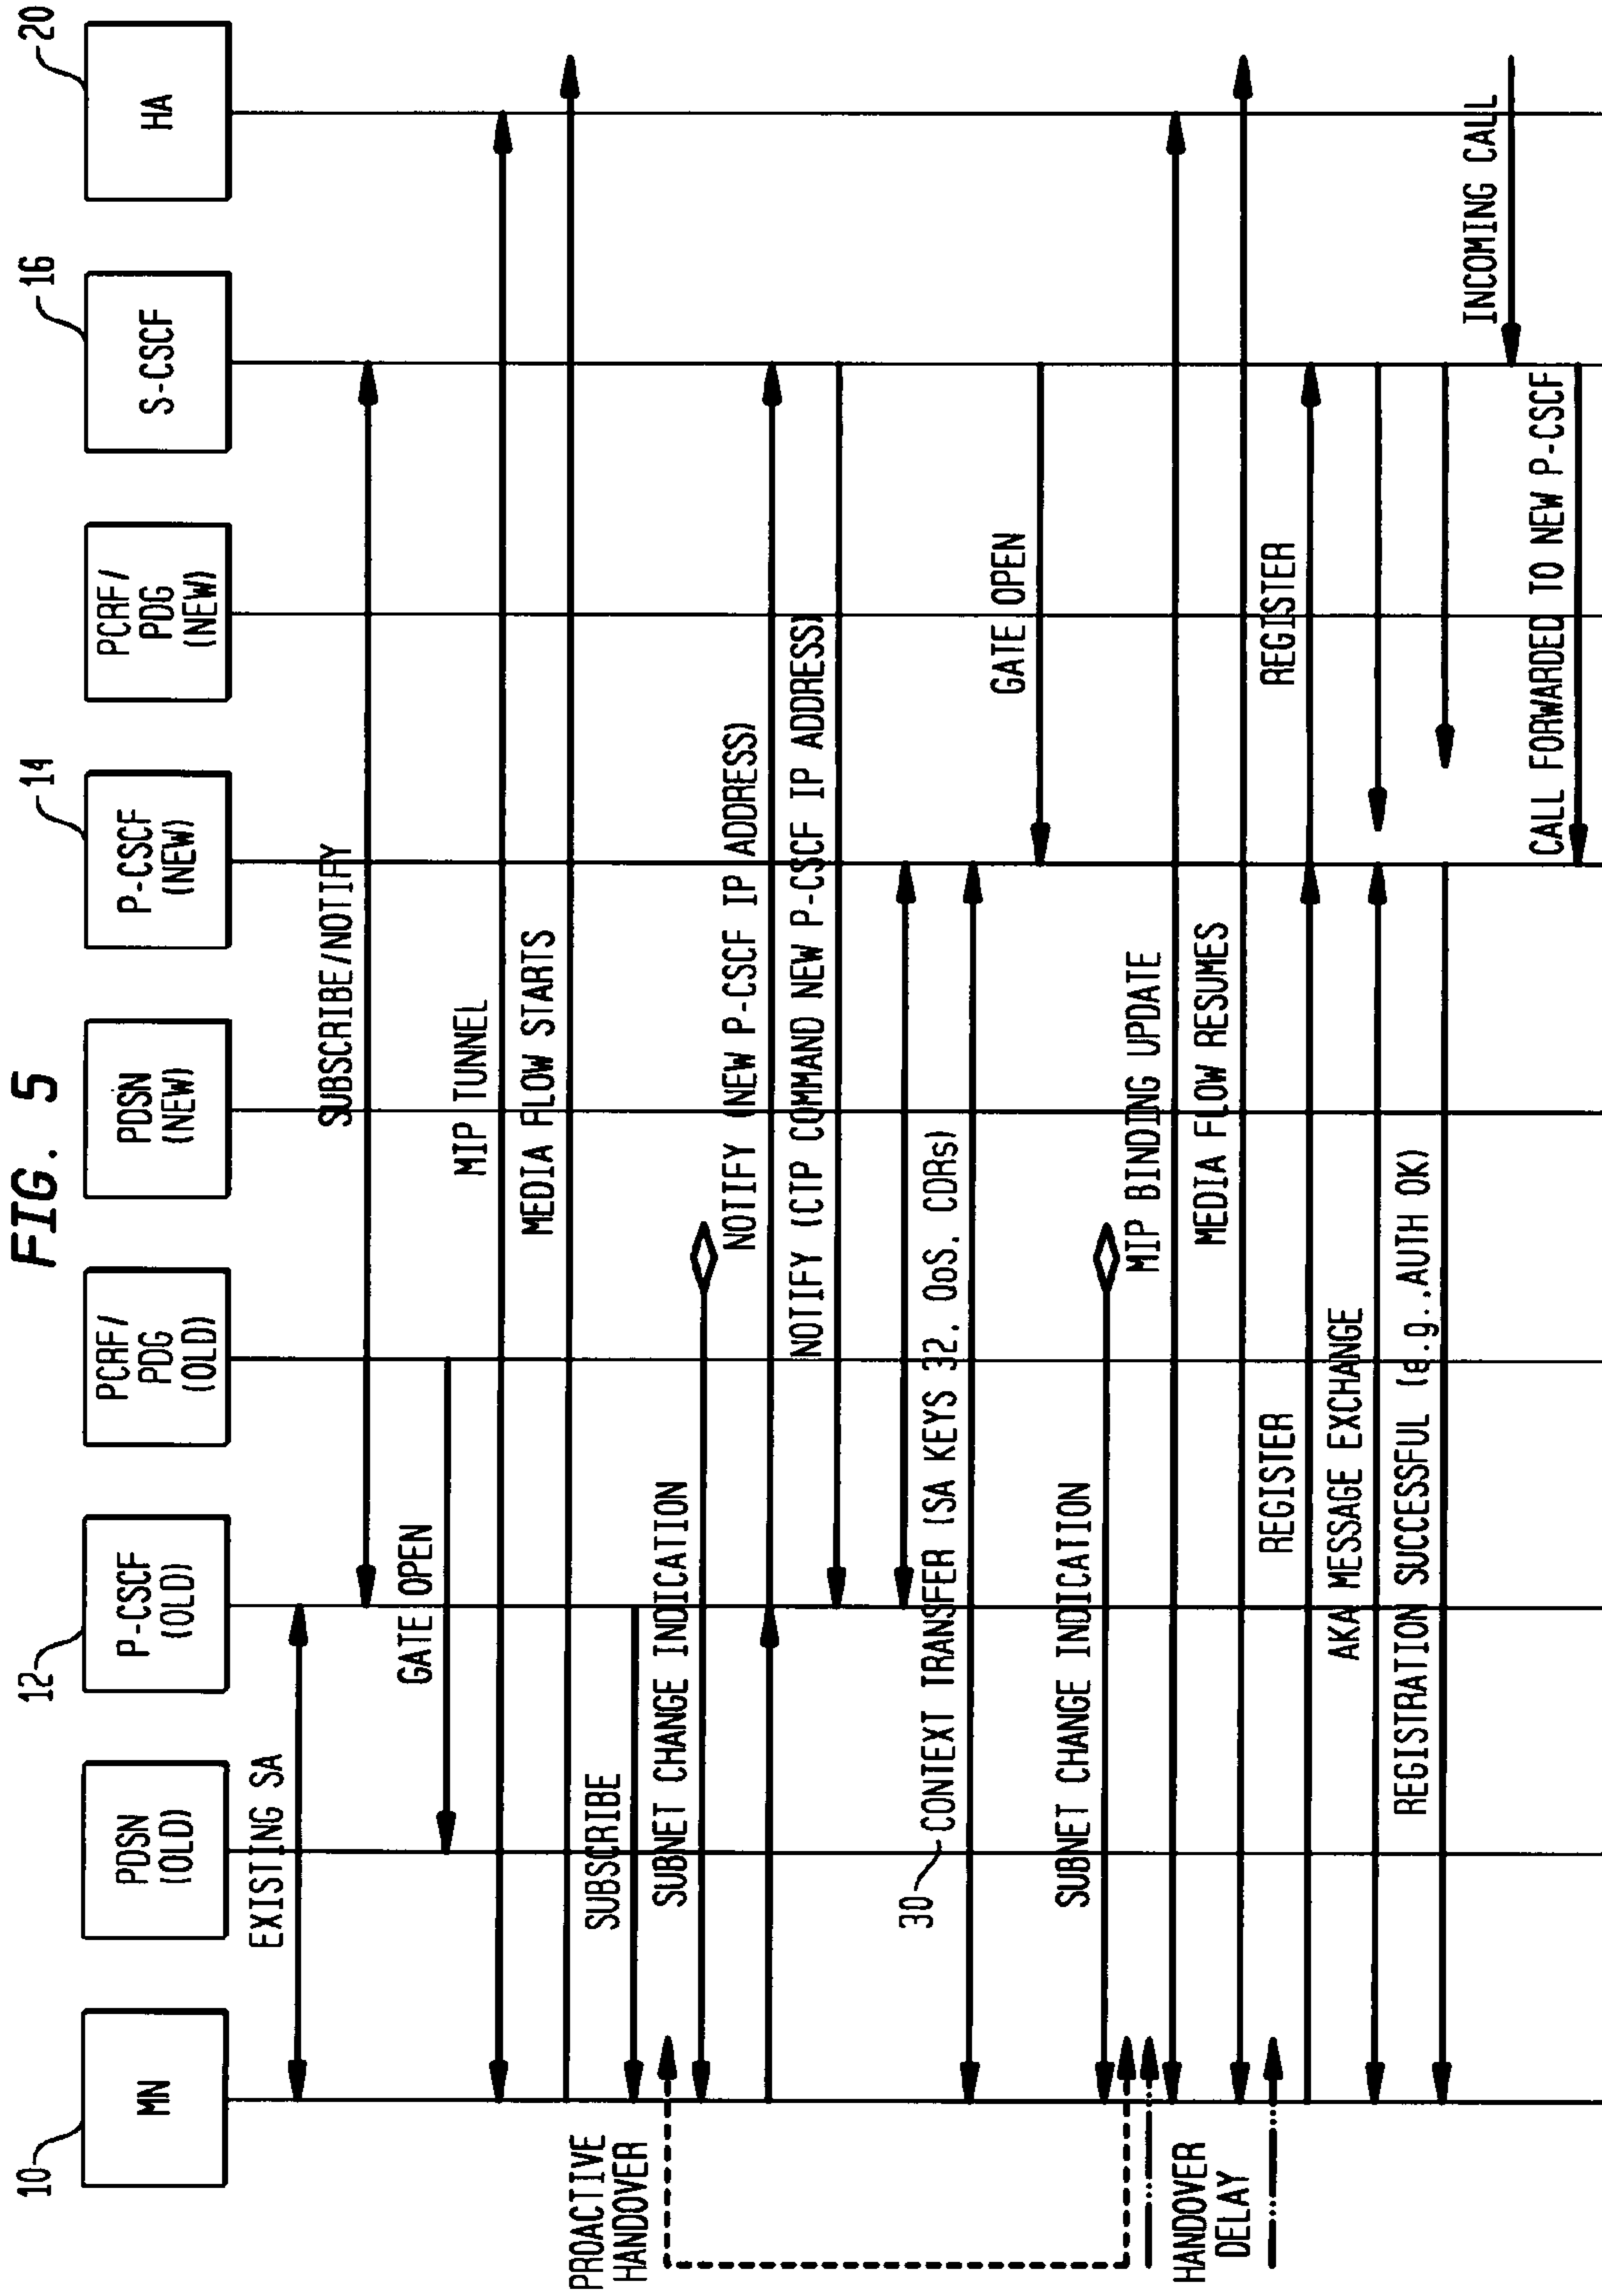 FIG. 5
10
12
14
16
20
MN
PDSN
(OLD)
P-CSCF
(OLD)
PCRF/
PDG
(OLD)
PDSN
(NEW)
P-CSCF
(NEW)
PCRF/
PDG
(NEW)
S-CSCF
HA
EXISTING SA
SUBSCRIBE/NOTIFY
GATE OPEN
MIP TUNNEL
MEDIA FLOW STARTS
SUBSCRIBE
PROACTIVE
HANDOVER
SUBNET CHANGE INDICATION
NOTIFY (NEW P-CSCF IP ADDRESS)
NOTIFY (CTP COMMAND NEW P-CSCF IP ADDRESS)
30
CONTEXT TRANSFER (SA KEYS 32, QoS, CDRs)
GATE OPEN
SUBNET CHANGE INDICATION
MIP BINDING UPDATE
HANDOVER
DELAY
MEDIA FLOW RESUMES
REGISTER
REGISTER
AKA MESSAGE EXCHANGE
REGISTRATION SUCCESSFUL (e.g.,AUTH OK)
INCOMING CALL
CALL FORWARDED TO NEW P-CSCF